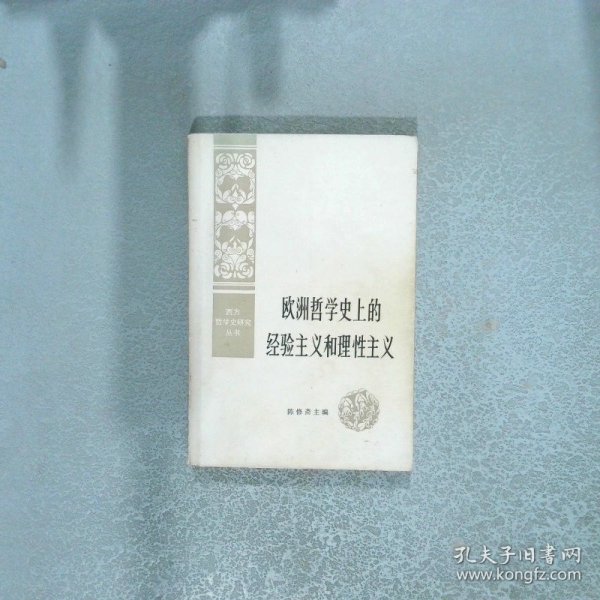 西方
哲学史研究
丛书
欧洲哲学史上的
经验主义和理性主义
陈修斋主编
孔夫子旧书网
www.kongfz.com